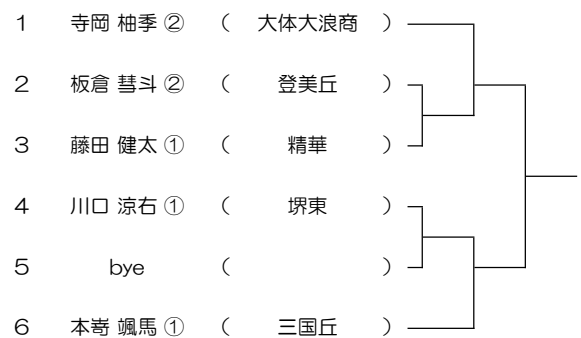 1 寺岡 柚季 ② （ 大体大浪商 ）
2 板倉 彗斗 ② （ 登美丘 ）
3 藤田 健太 ① （ 精華 ）
4 川口 涼右 ① （ 堺東 ）
5 bye （ ）
6 本嵜 颯馬 ① （ 三国丘 ）